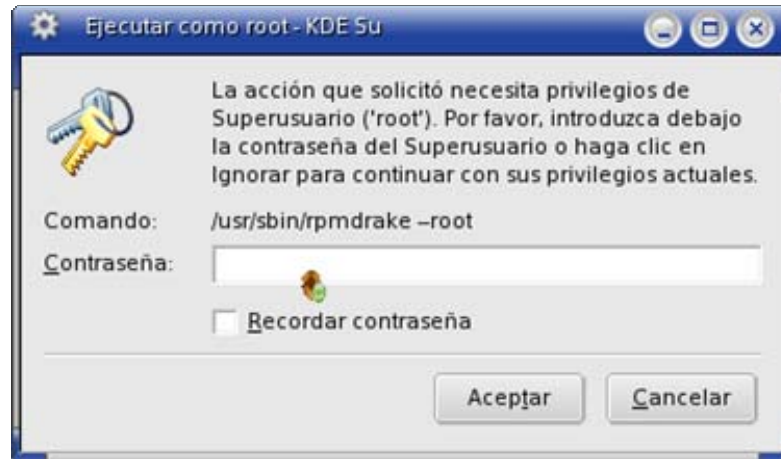 Ejecutar como root - KDE Su
La acción que solicitó necesita privilegios de
Superusuario ('root'). Por favor, introduzca debajo
la contraseña del Superusuario o haga clic en
Ignorar para continuar con sus privilegios actuales.
Comando: /usr/sbin/rpmdrake –root
Contraseña:
Recordar contraseña
Aceptar Cancelar